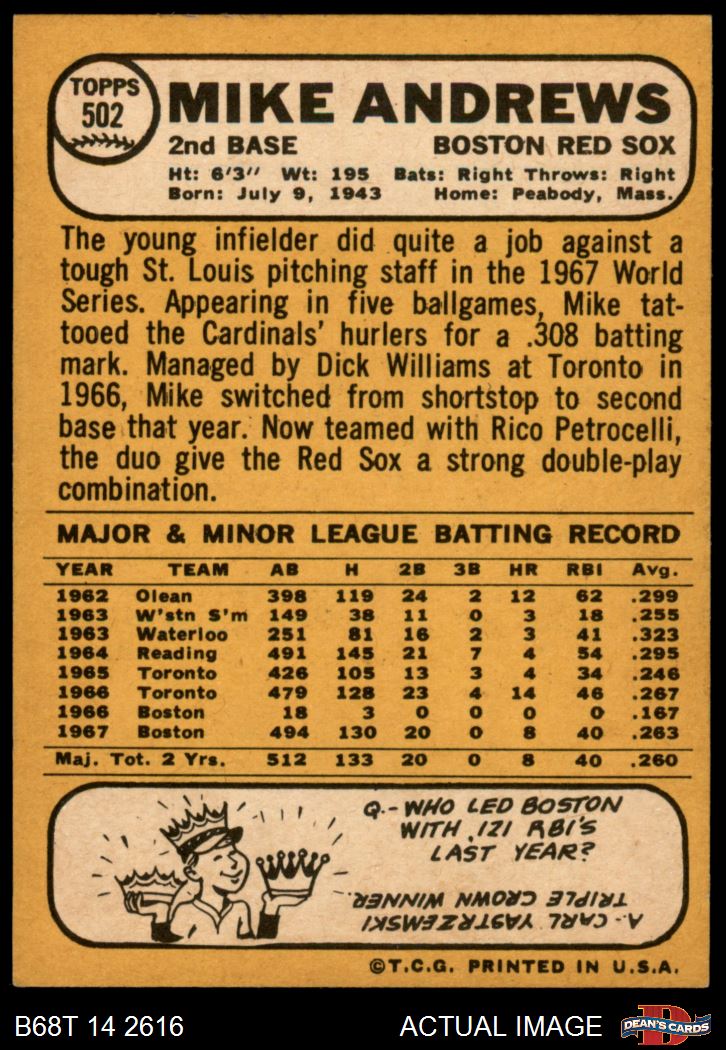 TOPPS
502
MIKE ANDREWS
2nd BASE BOSTON RED SOX
Ht: 6'3" Wt: 195 Bats: Right Throws: Right
Born: July 9, 1943 Home: Peabody, Mass.
The young infielder did quite a job against a
tough St. Louis pitching staff in the 1967 World
Series. Appearing in five ballgames, Mike tat-
tooed the Cardinals' hurlers for a .308 batting
mark. Managed by Dick Williams at Toronto in
1966, Mike switched from shortstop to second
base that year. Now teamed with Rico Petrocelli,
the duo give the Red Sox a strong double-play
combination.
MAJOR & MINOR LEAGUE BATTING RECORD
YEAR TEAM AB H 2B 3B HR RBI Avg.
1962 Olean 398 119 24 2 12 62 .299
1963 W'stn S'm 149 38 11 0 3 18 .255
1963 Waterloo 251 81 16 2 3 41 .323
1964 Reading 491 145 21 7 4 54 .295
1965 Toronto 426 105 13 3 4 34 .246
1966 Toronto 479 128 23 4 14 46 .267
1966 Boston 18 3 0 0 0 0 .167
1967 Boston 494 130 20 0 8 40 .263
Maj. Tot. 2 Yrs. 512 133 20 0 8 40 .260
Q.- WHO LED BOSTON
WITH 121 RBI'S
LAST YEAR?
A.- CARL YASTRZEMSKI
TRIPLE CROWN WINNER
©T.C.G. PRINTED IN U.S.A.
B68T 14 2616 ACTUAL IMAGE
D
DEAN'S CARDS